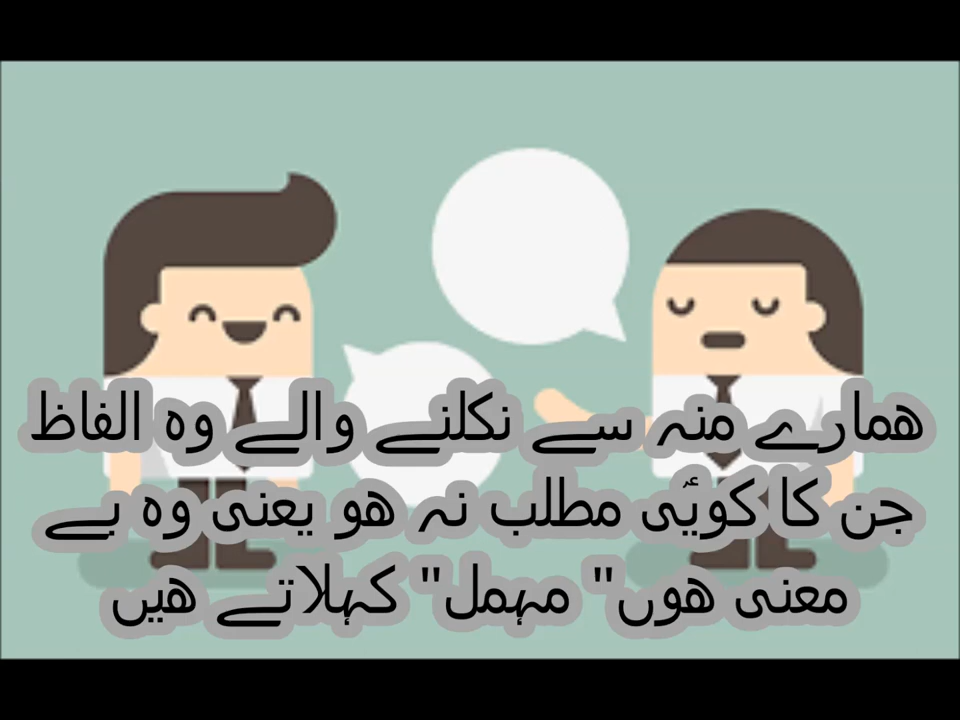 ھمارے منہ سے نکلنے والے وہ الفاظ
جن کا کویٔی مطلب نہ ھو یعنی وہ بے
معنی ھوں" مہمل" کہلاتے ھیں